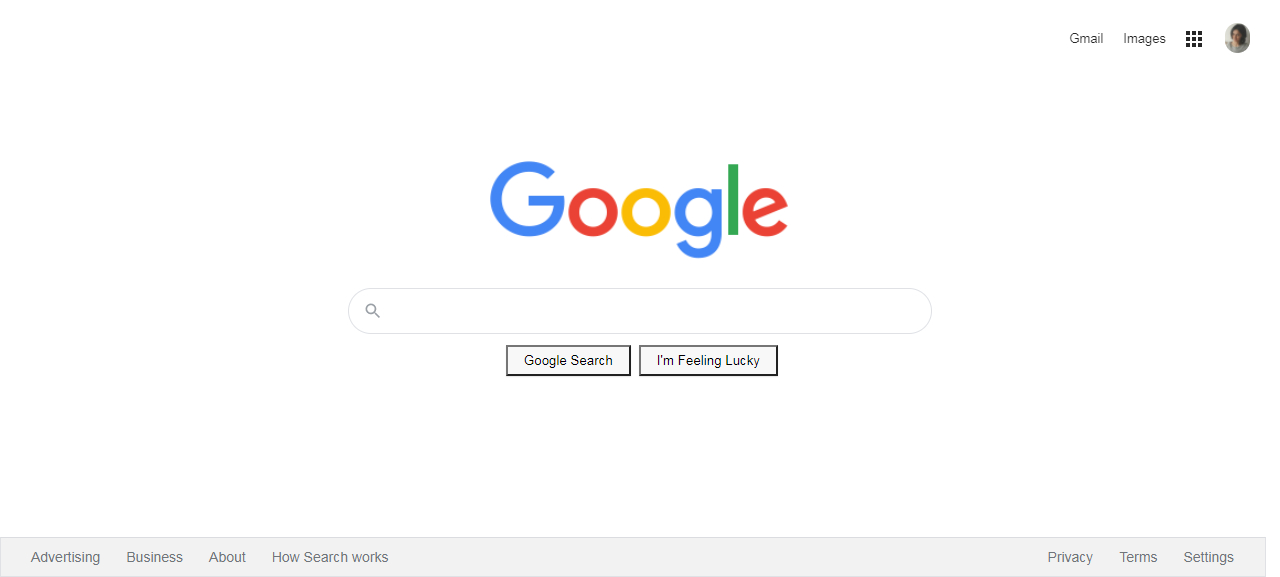 Gmail Images
Google
Google Search I'm Feeling Lucky
Advertising Business About How Search works Privacy Terms Settings